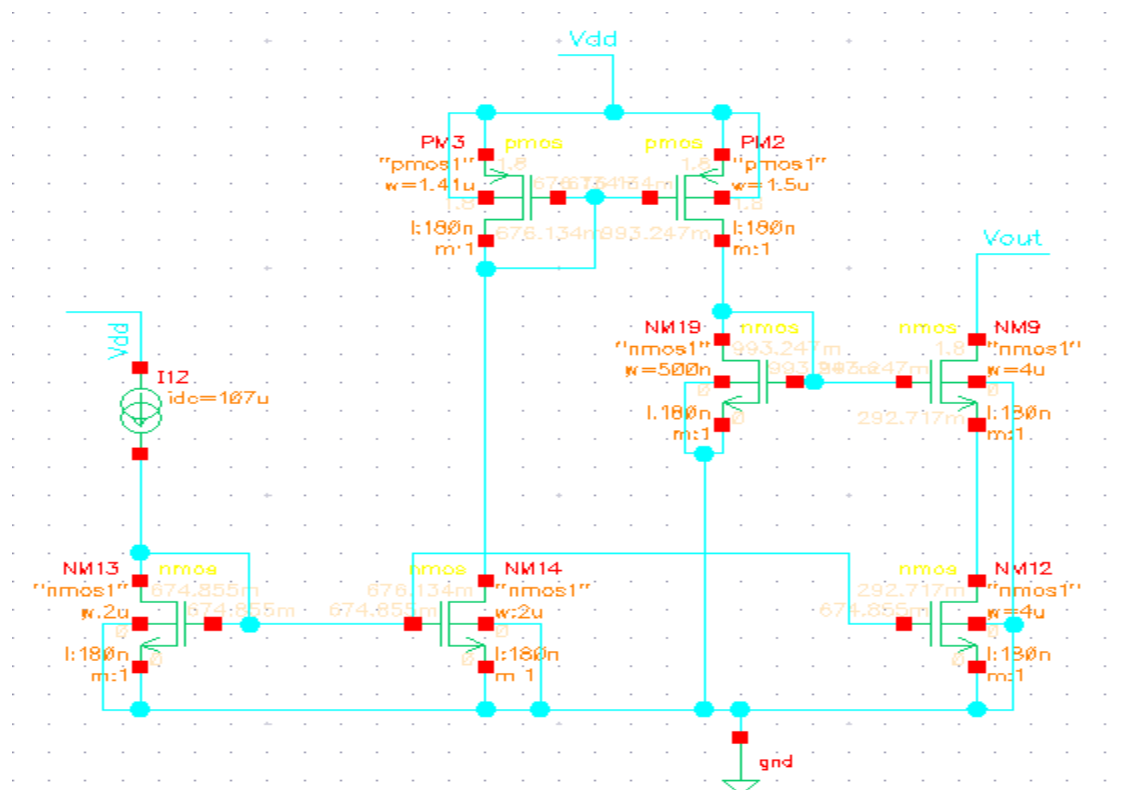 Vdd
PM3 pmos
"pmos1" 1.8
w=1.41u
1.8
l:180n 676.134m
m:1
pmos PM2
1.8 "pmos1"
w=1.5u
1.8
993.247m l:180n
m:1
Vout
Vdd
I12
idc=107u
NM19 nmos
"nmos1" 993.247m
w=500n
0
l:180n 0
m:1
nmos NM9
1.8 "nmos1"
w=4u
0
292.717m l:180n
m:1
NM13 nmos
"nmos1" 674.855m
w:2u 674.855m
0
l:180n 0
m:1
nmos NM14
676.134m "nmos1"
674.855m w:2u
0
0 l:180n
m:1
nmos NM12
292.717m "nmos1"
674.855m w=4u
0
0 l:180n
m:1
gnd